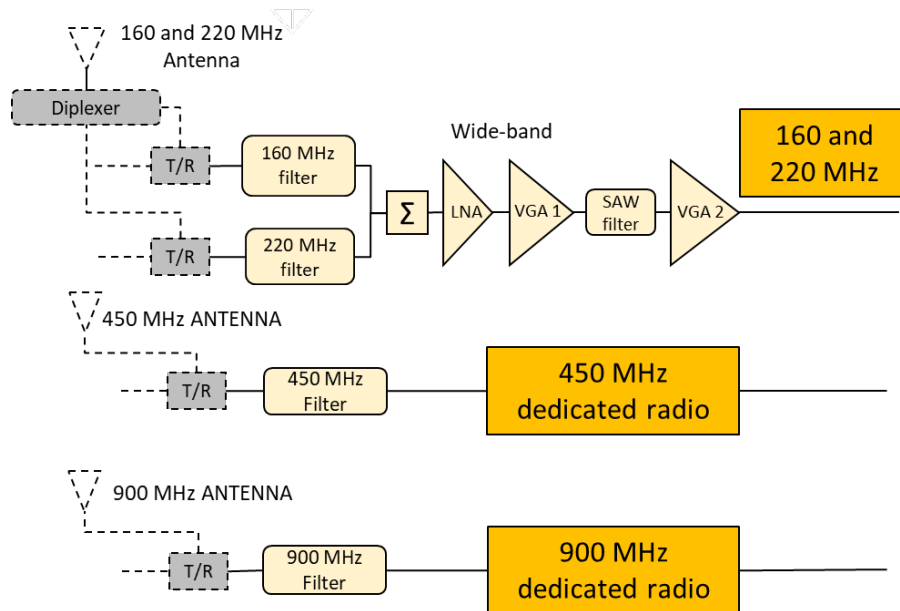 160 and 220 MHz
Antenna
Diplexer
T/R
160 MHz
filter
T/R
220 MHz
filter
Σ
Wide-band
LNA
VGA 1
SAW
filter
VGA 2
160 and
220 MHz
450 MHz ANTENNA
T/R
450 MHz
Filter
450 MHz
dedicated radio
900 MHz ANTENNA
T/R
900 MHz
Filter
900 MHz
dedicated radio